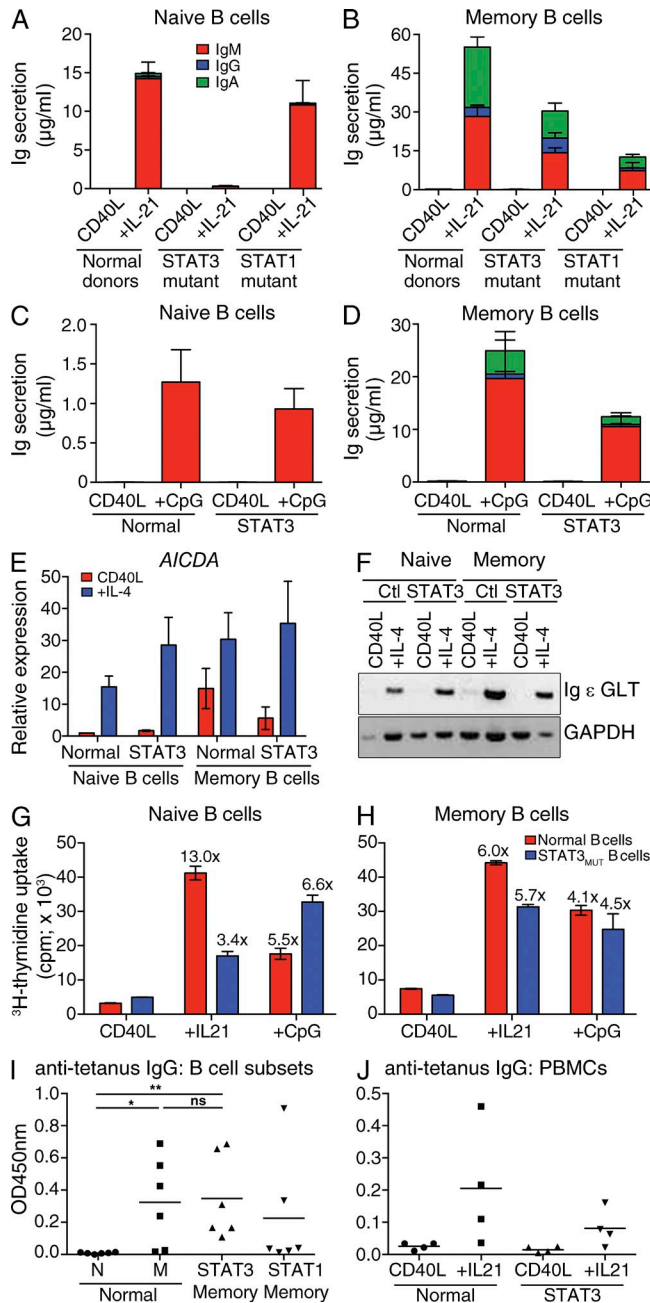 A
Naive B cells
Ig secretion
(µg/ml)
20
15
10
5
0
IgM
IgG
IgA
CD40L
+IL-21
CD40L
+IL-21
CD40L
+IL-21
Normal
donors
STAT3
mutant
STAT1
mutant
B
Memory B cells
Ig secretion
(µg/ml)
60
45
30
15
0
CD40L
+IL-21
CD40L
+IL-21
CD40L
+IL-21
Normal
donors
STAT3
mutant
STAT1
mutant
C
Naive B cells
Ig secretion
(µg/ml)
2.0
1.5
1.0
0.5
0
CD40L +CpG CD40L +CpG
Normal STAT3
D
Memory B cells
Ig secretion
(µg/ml)
30
20
10
0
CD40L +CpG CD40L +CpG
Normal STAT3
E
AICDA
Relative expression
50
40
30
20
10
0
CD40L
+IL-4
Normal STAT3 Normal STAT3
Naive B cells Memory B cells
F
Naive Memory
Ctl STAT3 Ctl STAT3
CD40L
+IL-4
CD40L
+IL-4
CD40L
+IL-4
CD40L
+IL-4
Ig ε GLT
GAPDH
G
Naive B cells
³H-thymidine uptake
(cpm; x 10³)
50
40
30
20
10
0
13.0x
3.4x
5.5x
6.6x
CD40L +IL21 +CpG
H
Memory B cells
Normal B cells
STAT3MUT B cells
50
40
30
20
10
0
6.0x
5.7x
4.1x
4.5x
CD40L +IL21 +CpG
I
anti-tetanus IgG: B cell subsets
OD450nm
1.0
0.8
0.6
0.4
0.2
0.0
**
*
ns
N M STAT3 STAT1
Normal Memory Memory
J
anti-tetanus IgG: PBMCs
0.5
0.4
0.3
0.2
0.1
0.0
CD40L +IL21 CD40L +IL21
Normal STAT3